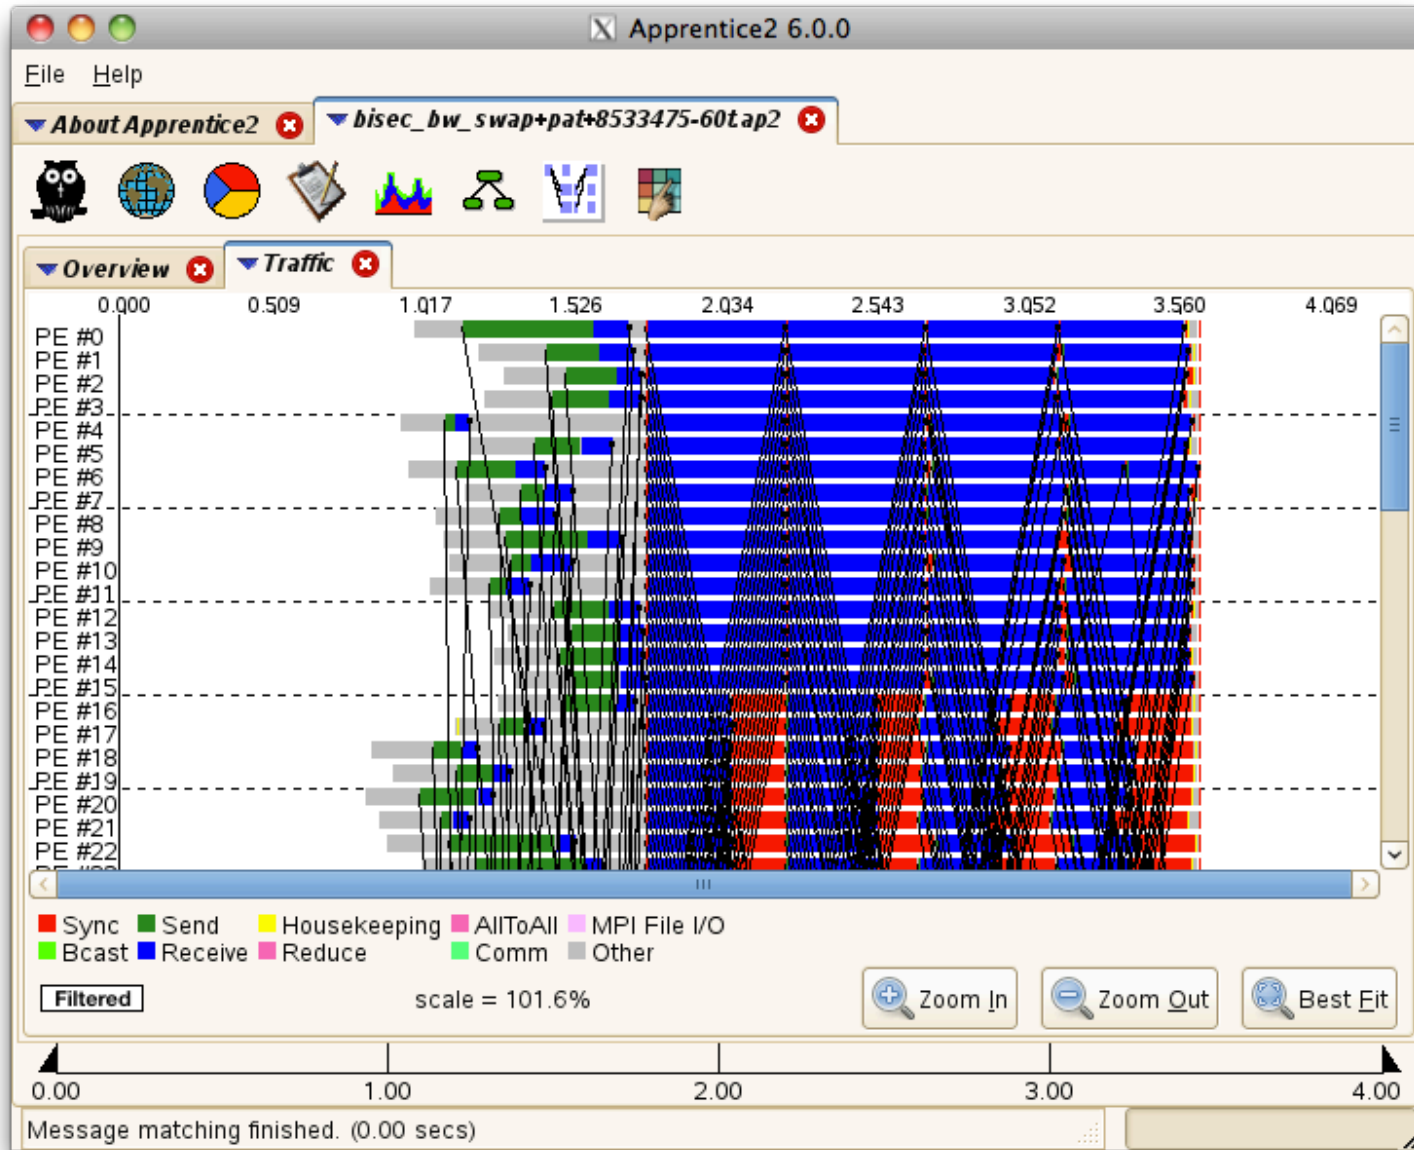 Apprentice2 6.0.0
File Help
About Apprentice2 bisec_bw_swap+pat+8533475-60t.ap2
Overview Traffic
0.000 0.509 1.017 1.526 2.034 2.543 3.052 3.560 4.069
PE #0
PE #1
PE #2
PE #3
PE #4
PE #5
PE #6
PE #7
PE #8
PE #9
PE #10
PE #11
PE #12
PE #13
PE #14
PE #15
PE #16
PE #17
PE #18
PE #19
PE #20
PE #21
PE #22
Sync Send Housekeeping AllToAll MPI File I/O
Bcast Receive Reduce Comm Other
Filtered scale = 101.6% Zoom In Zoom Out Best Fit
0.00 1.00 2.00 3.00 4.00
Message matching finished. (0.00 secs)